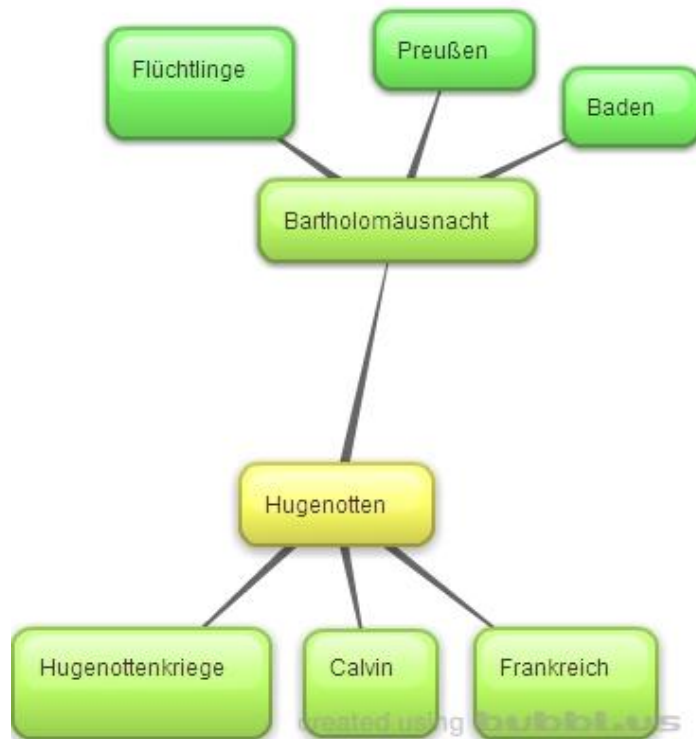 Flüchtlinge
Preußen
Baden
Bartholomäusnacht
Hugenotten
Hugenottenkriege
Calvin
Frankreich
created using bubbl.us